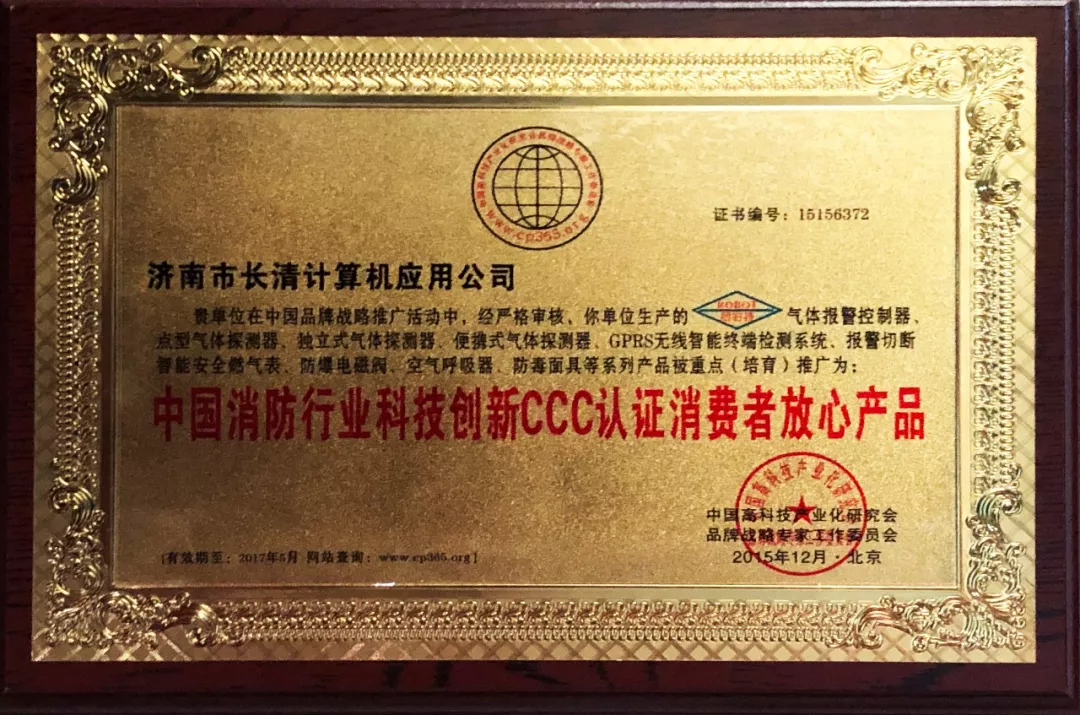 www.cp365.org
证书编号：15156372
济南市长清计算机应用公司
贵单位在中国品牌战略推广活动中，经严格审核、你单位生产的 ROBOT 气体报警控制器、
点型气体探测器、独立式气体探测器、便携式气体探测器、GPRS无线智能终端检测系统、报警切断
智能安全燃气表、防爆电磁阀、空气呼吸器、防毒面具等系列产品被重点（培育）推广为：
中国消防行业科技创新CCC认证消费者放心产品
中国高科技产业化研究会
品牌战略专家工作委员会
2015年12月·北京
[有效期至：2017年5月 网站查询：www.cp365.org]